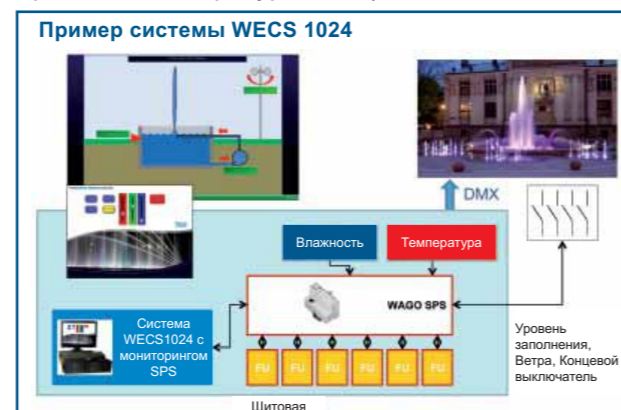 Пример системы WECS 1024
DMX
Влажность
Температура
WAGO SPS
Система
WECS1024 с
мониторингом
SPS
FU FU FU FU FU FU
Уровень
заполнения,
Ветра, Концевой
выключатель
Щитовая